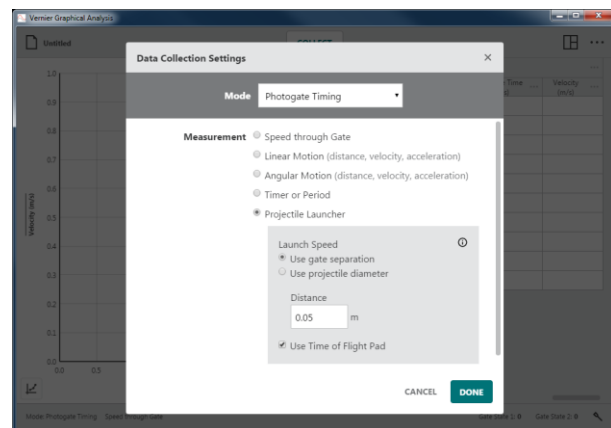 Vernier Graphical Analysis
Untitled
COLLECT
Data Collection Settings
×
Mode Photogate Timing
Measurement Speed through Gate
Linear Motion (distance, velocity, acceleration)
Angular Motion (distance, velocity, acceleration)
Timer or Period
Projectile Launcher
Launch Speed
Use gate separation
Use projectile diameter
Distance
0.05 m
Use Time of Flight Pad
CANCEL DONE
Time Velocity
(m/s)
Velocity (m/s)
1.0
0.9
0.8
0.7
0.6
0.5
0.4
0.3
0.2
0.1
0.0
0.0 0.5
Mode: Photogate Timing Speed through Gate Gate State 1: 0 Gate State 2: 0